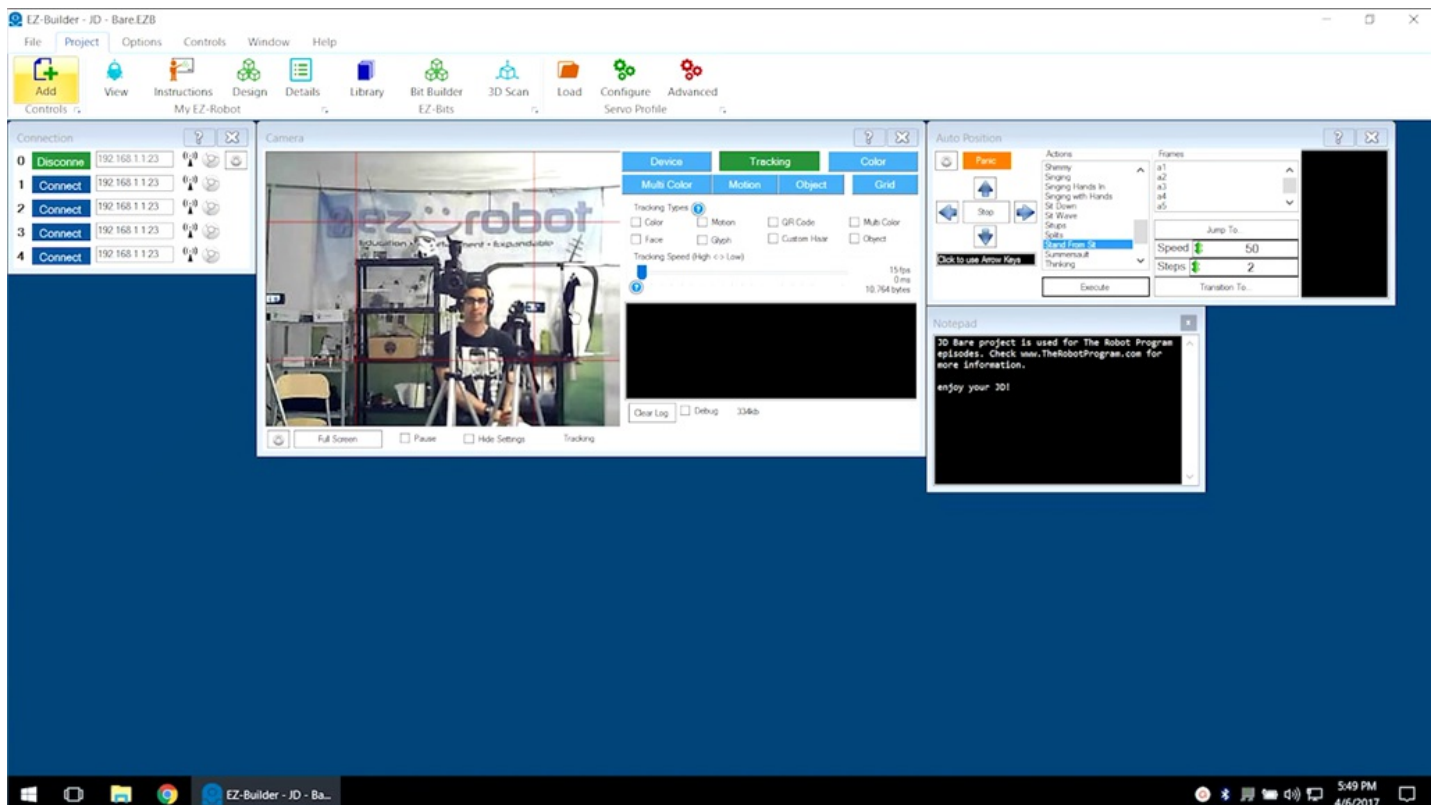 EZ-Builder - JD - Bare.EZB
File Project Options Controls Window Help
Add View Instructions Design Details Library Bit Builder 3D Scan Load Configure Advanced
Controls My EZ-Robot EZ-Bits Servo Profile
Connection
0 Disconne 192.168.1.1:23
1 Connect 192.168.1.1:23
2 Connect 192.168.1.1:23
3 Connect 192.168.1.1:23
4 Connect 192.168.1.1:23
Camera
ez robot
Education
Expandable
Device Tracking Color
Multi Color Motion Object Grid
Tracking Types
Color Motion QR Code Multi Color
Face Glyph Custom Haar Object
Tracking Speed (High <-> Low)
15 fps
0 ms
10,764 bytes
Clear Log Debug 334kb
Full Screen Pause Hide Settings Tracking
Auto Position
Panic
Stop
Click to use Arrow Keys
Actions
Shimmy
Singing
Singing Hands In
Singing with Hands
Sit Down
Sit Wave
Situps
Splits
Stand From Sit
Summersault
Thinking
Execute
Frames
a1
a2
a3
a4
a5
Jump To...
Speed 50
Steps 2
Transition To...
Notepad
JD Bare project is used for The Robot Program
episodes. Check www.TheRobotProgram.com for
more information.
enjoy your JD!
EZ-Builder - JD - Ba...
5:49 PM
4/6/2017